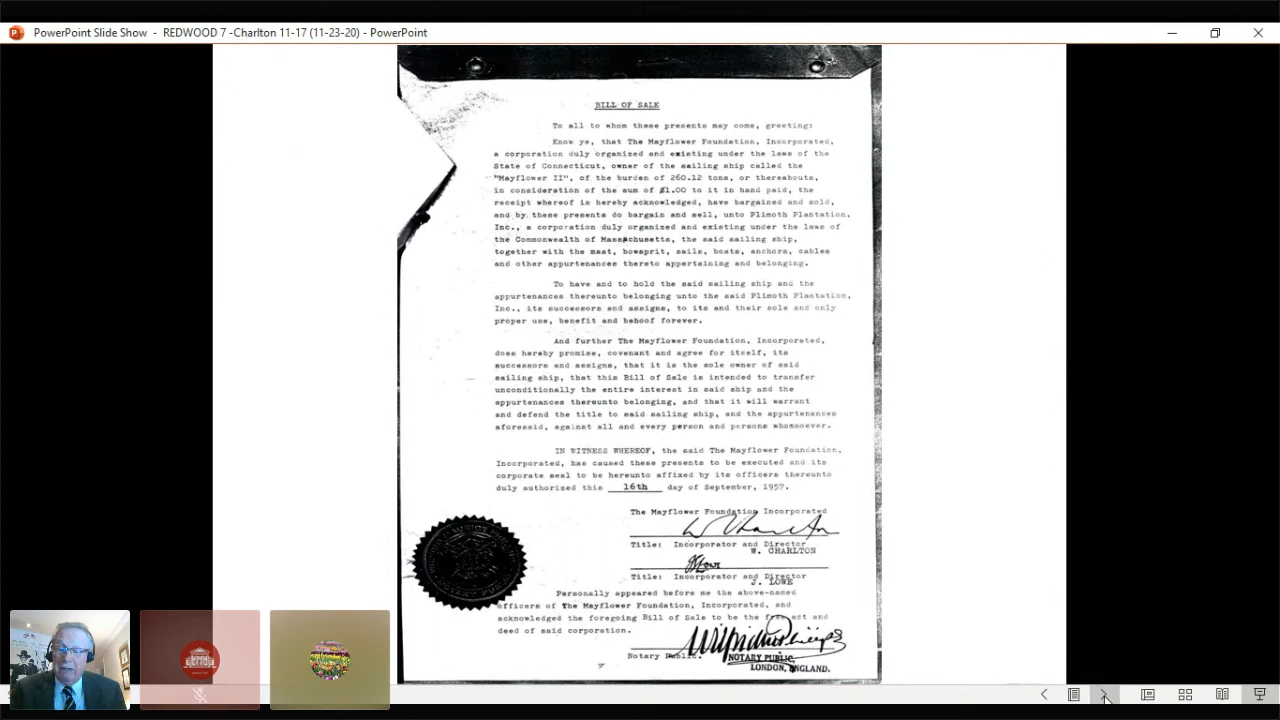 PowerPoint Slide Show - REDWOOD 7 -Charlton 11-17 (11-23-20) - PowerPoint
BILL OF SALE
To all to whom these presents may come, greeting:
Know ye, that The Mayflower Foundation, Incorporated,
a corporation duly organized and existing under the laws of the
State of Connecticut, owner of the sailing ship called the
"Mayflower II", of the burden of 260.12 tons, or thereabouts,
in consideration of the sum of $1.00 to it in hand paid, the
receipt whereof is hereby acknowledged, have bargained and sold,
and by these presents do bargain and sell, unto Plimoth Plantation,
Inc., a corporation duly organized and existing under the laws of
the Commonwealth of Massachusetts, the said sailing ship,
together with the mast, bowsprit, sails, boats, anchors, cables
and other appurtenances thereto appertaining and belonging.
To have and to hold the said sailing ship and the
appurtenances thereunto belonging unto the said Plimoth Plantation,
Inc., its successors and assigns, to its and their sole and only
proper use, benefit and behoof forever.
And further The Mayflower Foundation, Incorporated,
does hereby promise, covenant and agree for itself, its
successors and assigns, that it is the sole owner of said
sailing ship, that this Bill of Sale is intended to transfer
unconditionally the entire interest in said ship and the
appurtenances thereunto belonging, and that it will warrant
and defend the title to said sailing ship, and the appurtenances
aforesaid, against all and every person and persons whomsoever.
IN WITNESS WHEREOF, the said The Mayflower Foundation,
Incorporated, has caused these presents to be executed and its
corporate seal to be hereunto affixed by its officers thereunto
duly authorized this 16th day of September, 1957.
The Mayflower Foundation Incorporated
W Charlton
Title: Incorporator and Director
W. CHARLTON
J Lowe
Title: Incorporator and Director
J. LOWE
Personally appeared before me the above-named
officers of The Mayflower Foundation, Incorporated, and
acknowledged the foregoing Bill of Sale to be the free act and
deed of said corporation.
Notary Public.
NOTARY PUBLIC,
LONDON, ENGLAND.